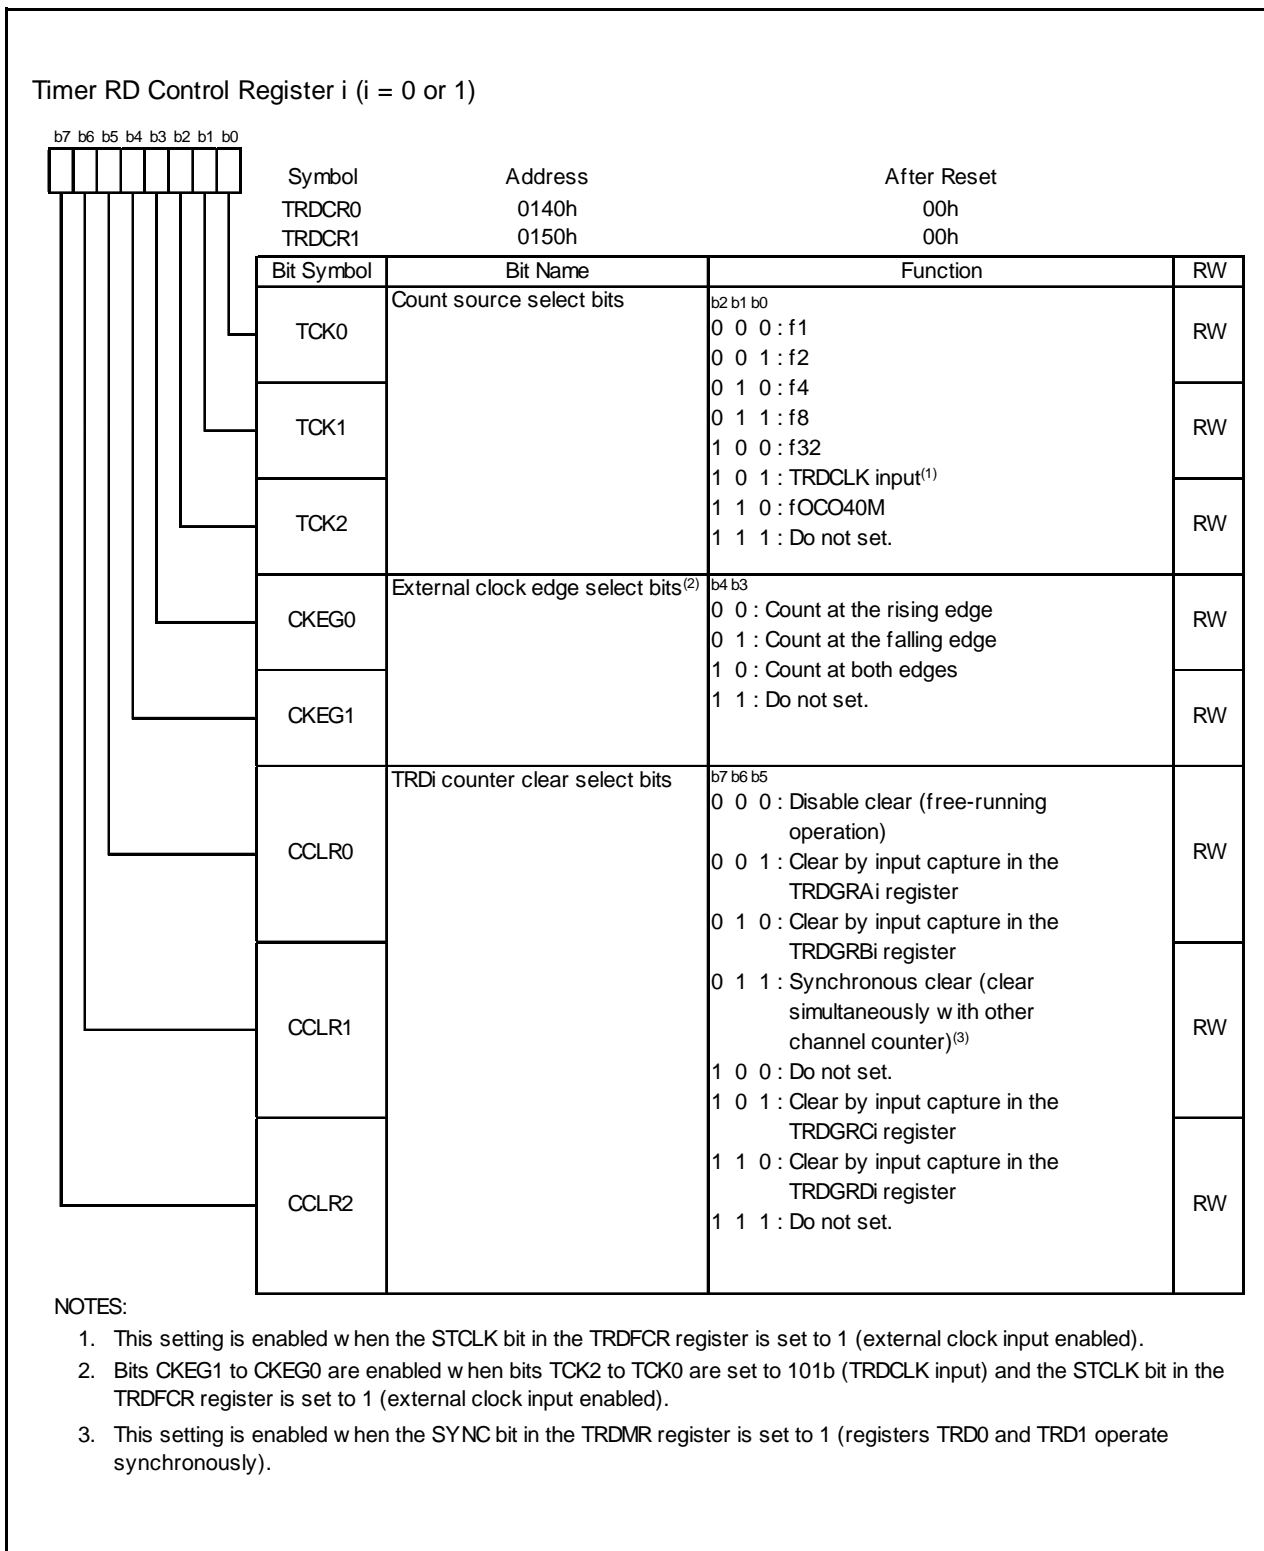 Timer RD Control Register i (i = 0 or 1)
b7 b6 b5 b4 b3 b2 b1 b0
Symbol Address After Reset
TRDCR0 0140h 00h
TRDCR1 0150h 00h
Bit Symbol Bit Name Function RW
TCK0 Count source select bits RW
b2 b1 b0
0 0 0 : f1
0 0 1 : f2
0 1 0 : f4
TCK1 RW
0 1 1 : f8
1 0 0 : f32
1 0 1 : TRDCLK input(1)
TCK2 RW
1 1 0 : fOCO40M
1 1 1 : Do not set.
CKEG0 External clock edge select bits(2) RW
b4 b3
0 0 : Count at the rising edge
0 1 : Count at the falling edge
1 0 : Count at both edges
CKEG1 RW
1 1 : Do not set.
CCLR0 TRDi counter clear select bits RW
b7 b6 b5
0 0 0 : Disable clear (free-running
operation)
0 0 1 : Clear by input capture in the
TRDGRAi register
0 1 0 : Clear by input capture in the
TRDGRBi register
CCLR1 RW
0 1 1 : Synchronous clear (clear
simultaneously with other
channel counter)(3)
1 0 0 : Do not set.
1 0 1 : Clear by input capture in the
TRDGRCi register
CCLR2 RW
1 1 0 : Clear by input capture in the
TRDGRDi register
1 1 1 : Do not set.
NOTES:
1. This setting is enabled when the STCLK bit in the TRDFCR register is set to 1 (external clock input enabled).
2. Bits CKEG1 to CKEG0 are enabled when bits TCK2 to TCK0 are set to 101b (TRDCLK input) and the STCLK bit in the
TRDFCR register is set to 1 (external clock input enabled).
3. This setting is enabled when the SYNC bit in the TRDMR register is set to 1 (registers TRD0 and TRD1 operate
synchronously).